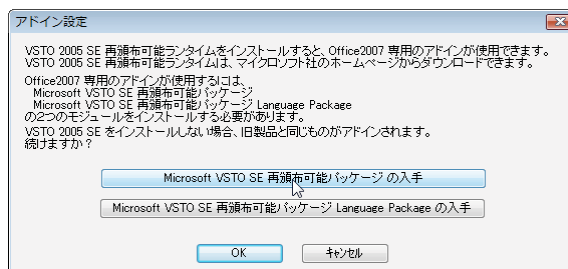 アドイン設定
VSTO 2005 SE 再頒布可能ランタイムをインストールすると、Office2007 専用のアドインが使用できます。
VSTO 2005 SE 再頒布可能ランタイムは、マイクロソフト社のホームページからダウンロードできます。
Office2007 専用のアドインが使用するには、
Microsoft VSTO SE 再頒布可能パッケージ
Microsoft VSTO SE 再頒布可能パッケージ Language Package
の2つのモジュールをインストールする必要があります。
VSTO 2005 SE をインストールしない場合、旧製品と同じものがアドインされます。
続けますか？
Microsoft VSTO SE 再頒布可能パッケージ の入手
Microsoft VSTO SE 再頒布可能パッケージ Language Package の入手
OK
キャンセル